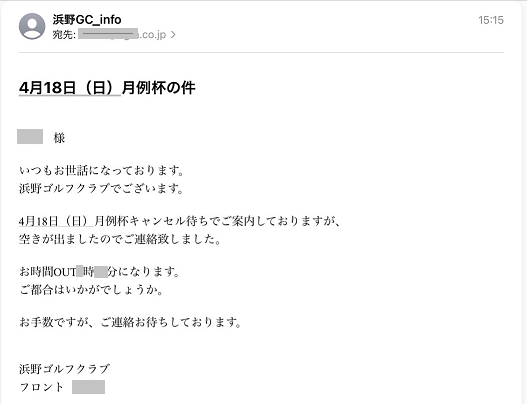 浜野GC_info
15:15
宛先: .co.jp >
4月18日（日）月例杯の件
様
いつもお世話になっております。
浜野ゴルフクラブでございます。
4月18日（日）月例杯キャンセル待ちでご案内しておりますが、
空きが出ましたのでご連絡致しました。
お時間OUT 時 分になります。
ご都合はいかがでしょうか。
お手数ですが、ご連絡お待ちしております。
浜野ゴルフクラブ
フロント